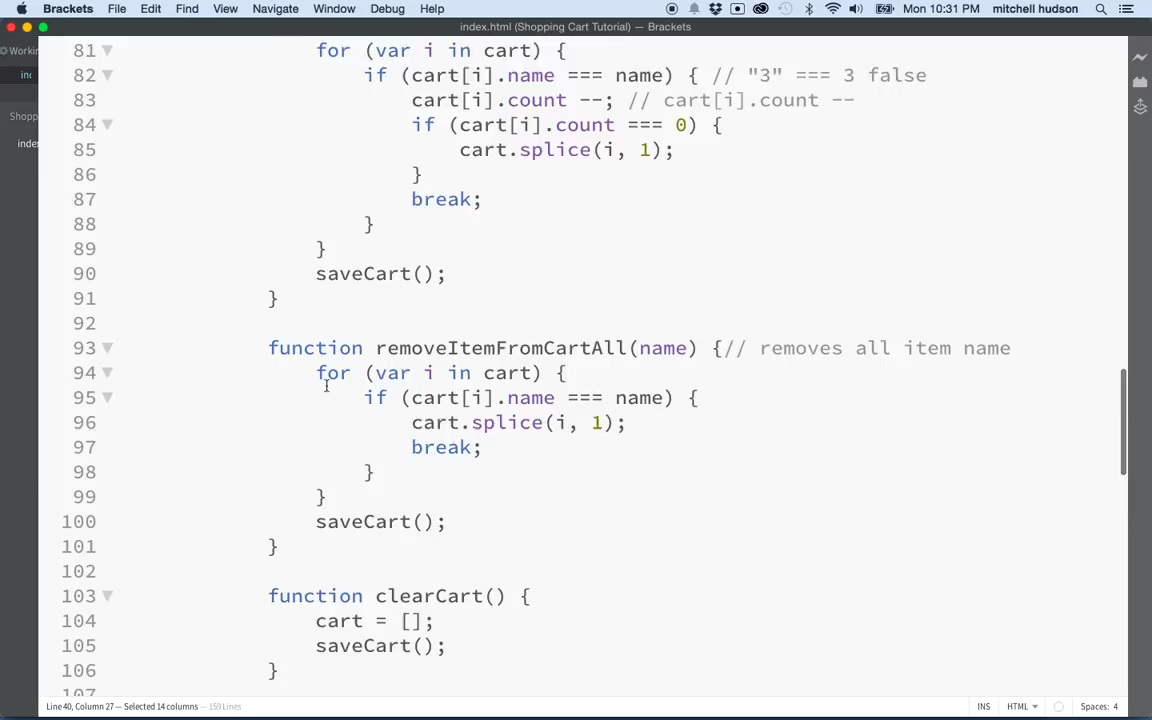 Brackets File Edit Find View Navigate Window Debug Help Mon 10:31 PM mitchell hudson
index.html (Shopping Cart Tutorial) — Brackets
Workin
inc
Shopp
index
81 for (var i in cart) {
82 if (cart[i].name === name) { // "3" === 3 false
83 cart[i].count --; // cart[i].count --
84 if (cart[i].count === 0) {
85 cart.splice(i, 1);
86 }
87 break;
88 }
89 }
90 saveCart();
91 }
92
93 function removeItemFromCartAll(name) {// removes all item name
94 for (var i in cart) {
95 if (cart[i].name === name) {
96 cart.splice(i, 1);
97 break;
98 }
99 }
100 saveCart();
101 }
102
103 function clearCart() {
104 cart = [];
105 saveCart();
106 }
107
Line 40, Column 27 — Selected 14 columns — 159 Lines INS HTML Spaces: 4